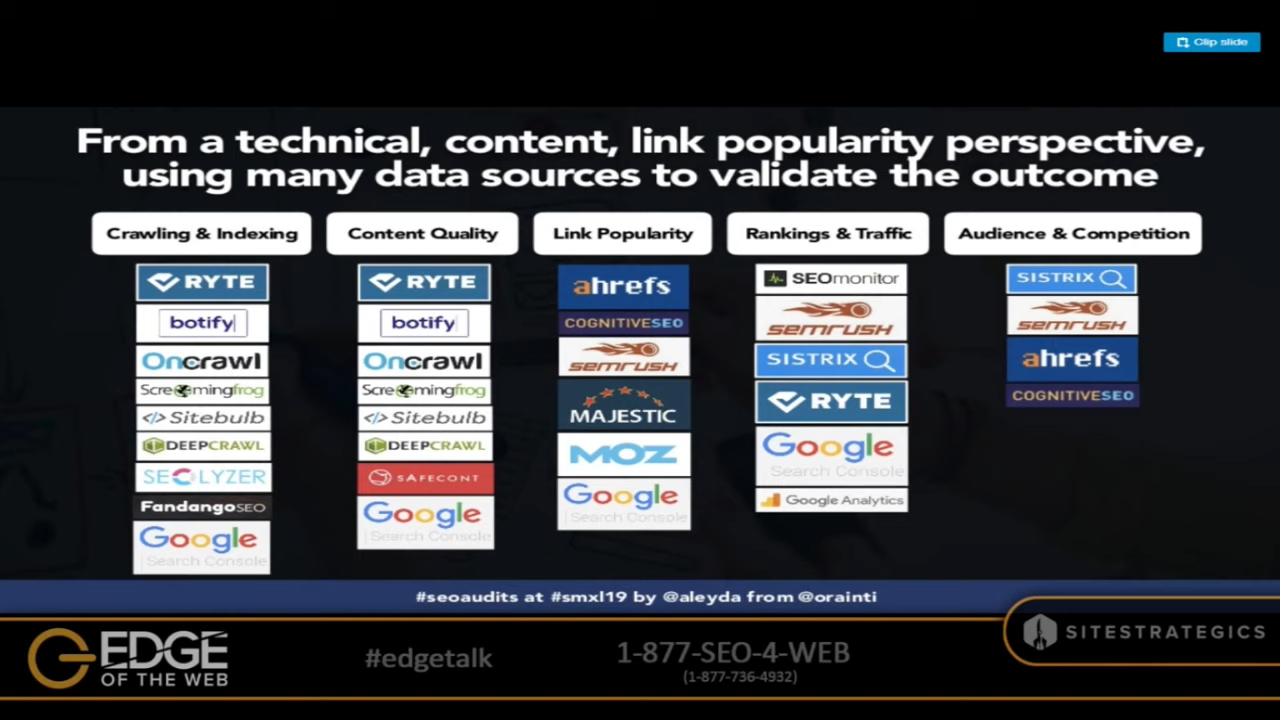 Clip slide
From a technical, content, link popularity perspective,
using many data sources to validate the outcome
Crawling & Indexing
RYTE
botify
Oncrawl
Screamingfrog
</> Sitebulb
DEEPCRAWL
SEOLYZER
FandangoSEO
Google
Search Console
Content Quality
RYTE
botify
Oncrawl
Screamingfrog
</> Sitebulb
DEEPCRAWL
SAFECONT
Google
Search Console
Link Popularity
ahrefs
COGNITIVESEO
semrush
MAJESTIC
MOZ
Google
Search Console
Rankings & Traffic
SEOmonitor
semrush
SISTRIX
RYTE
Google
Search Console
Google Analytics
Audience & Competition
SISTRIX
semrush
ahrefs
COGNITIVESEO
#seoaudits at #smxl19 by @aleyda from @orainti
EDGE
OF THE WEB
#edgetalk
1-877-SEO-4-WEB
(1-877-736-4932)
SITESTRATEGICS